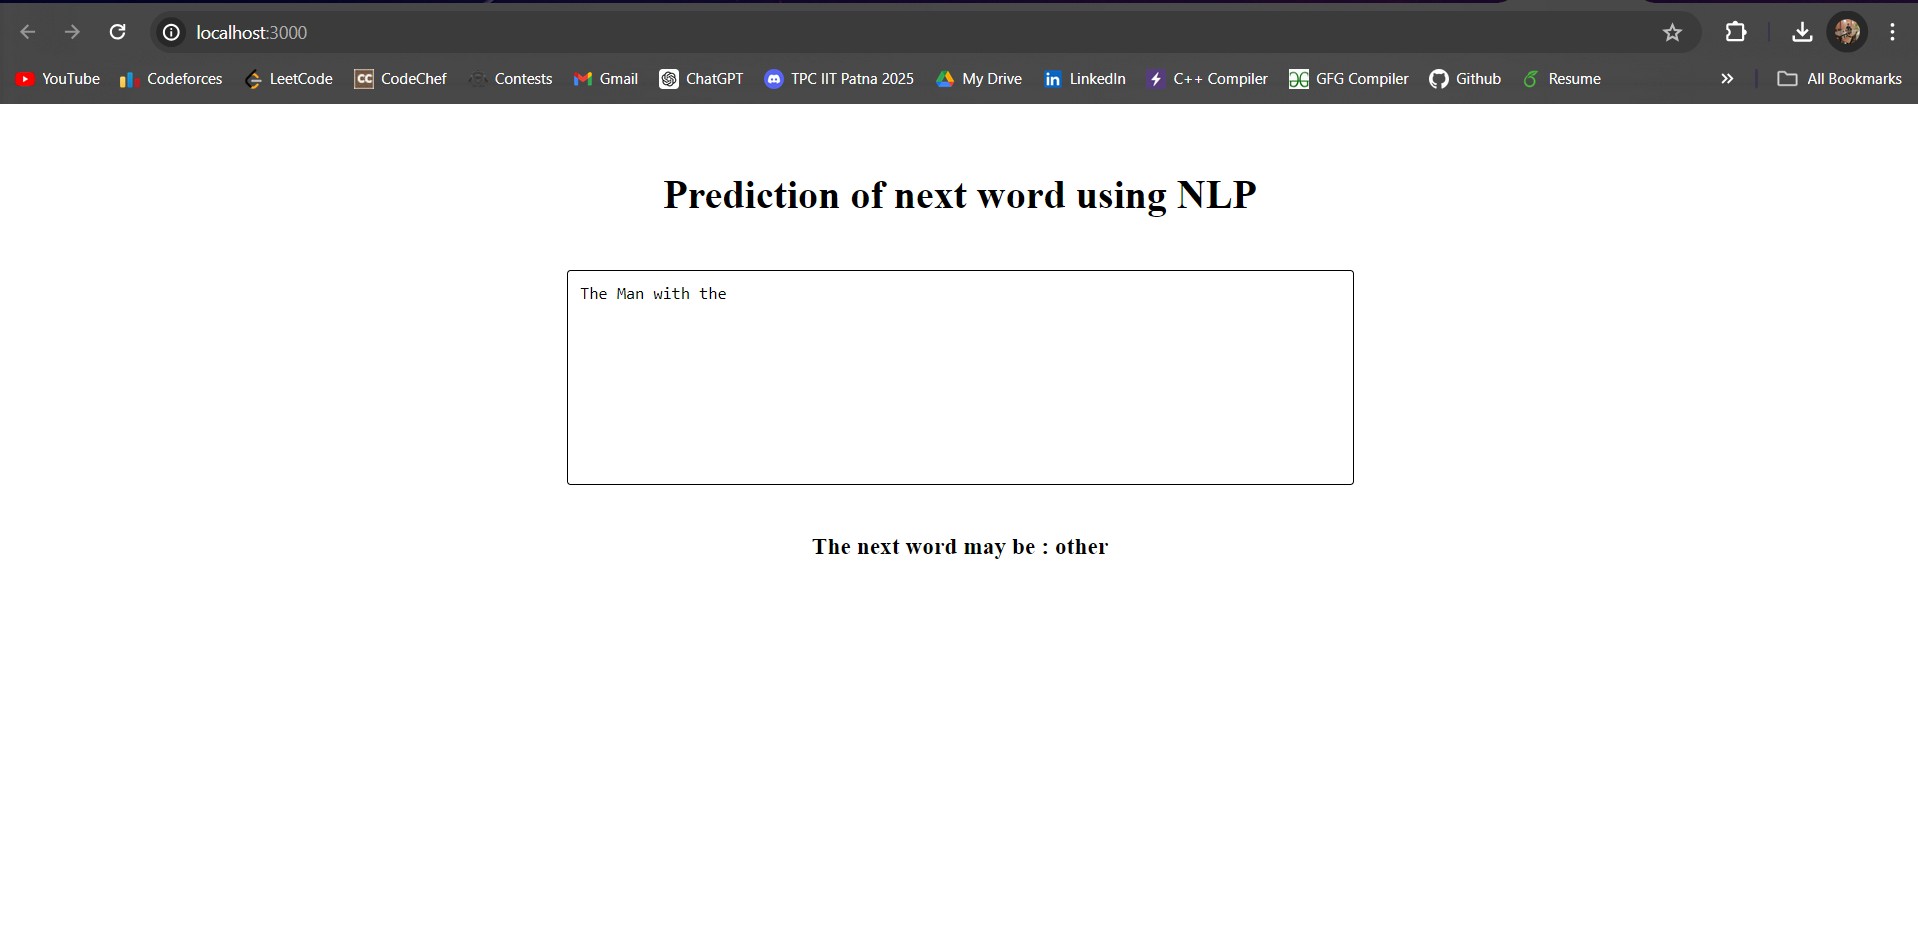 localhost:3000
YouTube Codeforces LeetCode CC CodeChef Contests Gmail ChatGPT TPC IIT Patna 2025 My Drive in LinkedIn C++ Compiler GFG Compiler Github Resume » All Bookmarks
Prediction of next word using NLP
The Man with the
The next word may be : other